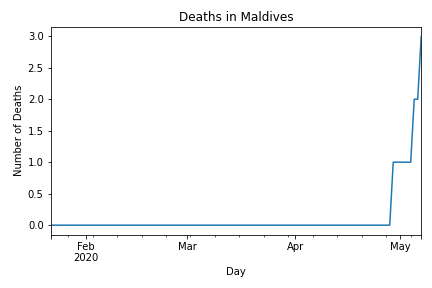 Deaths in Maldives
3.0
2.5
2.0
1.5
1.0
0.5
0.0
Number of Deaths
Feb
2020
Mar
Apr
May
Day